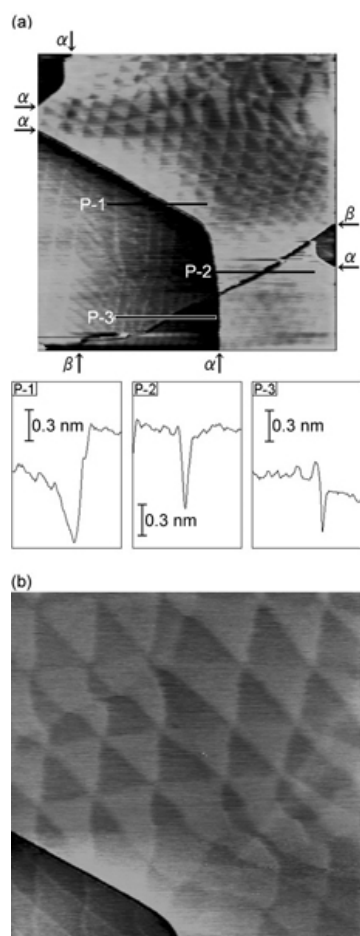 (a)
α↓
α→
α→
P-1
←β
P-2
←α
P-3
β↑ α↑
P-1 P-2 P-3
0.3 nm
0.3 nm
0.3 nm
(b)